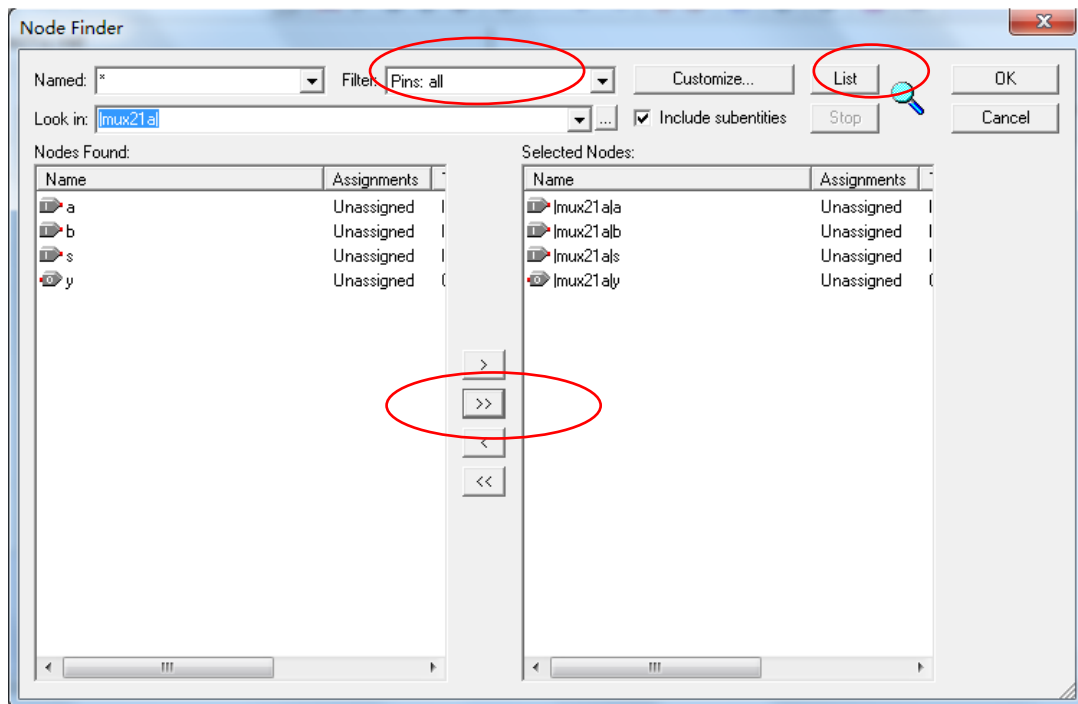 Node Finder
Named: * Filter: Pins: all Customize... List OK
Look in: |mux21a| ... Include subentities Stop Cancel
Nodes Found: Selected Nodes:
Name Assignments Name Assignments
a Unassigned |mux21a|a Unassigned
b Unassigned |mux21a|b Unassigned
s Unassigned |mux21a|s Unassigned
y Unassigned |mux21a|y Unassigned
>
>>
<
<<